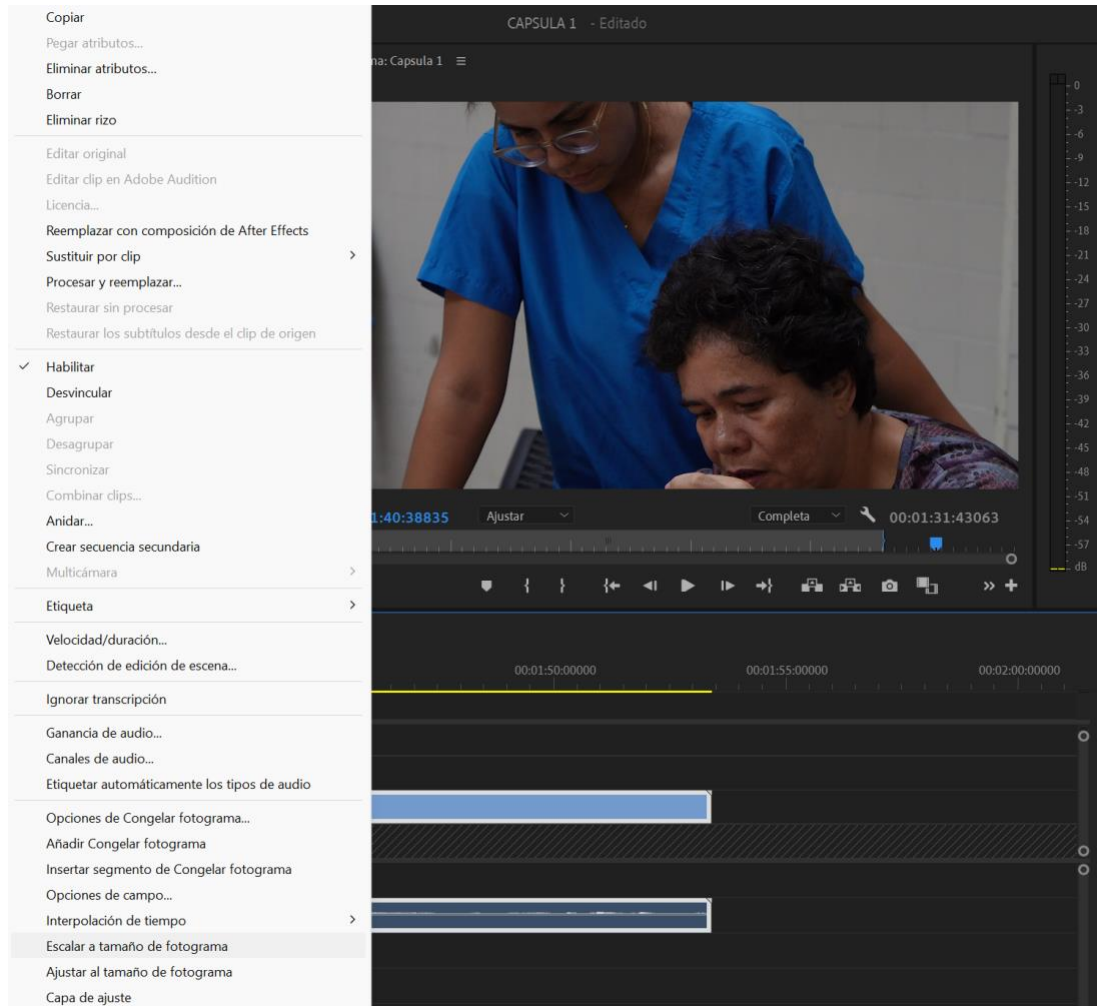 Copiar
Pegar atributos...
Eliminar atributos...
Borrar
Eliminar rizo
Editar original
Editar clip en Adobe Audition
Licencia...
Reemplazar con composición de After Effects
Sustituir por clip
Procesar y reemplazar...
Restaurar sin procesar
Restaurar los subtítulos desde el clip de origen
Habilitar
Desvincular
Agrupar
Desagrupar
Sincronizar
Combinar clips...
Anidar...
Crear secuencia secundaria
Multicámara
Etiqueta
Velocidad/duración...
Detección de edición de escena...
Ignorar transcripción
Ganancia de audio...
Canales de audio...
Etiquetar automáticamente los tipos de audio
Opciones de Congelar fotograma...
Añadir Congelar fotograma
Insertar segmento de Congelar fotograma
Opciones de campo...
Interpolación de tiempo
Escalar a tamaño de fotograma
Ajustar al tamaño de fotograma
Capa de ajuste
CAPSULA 1 - Editado
na: Capsula 1
1:40:38835 Ajustar Completa 00:01:31:43063
00:01:50:00000 00:01:55:00000 00:02:00:00000
0
-3
-6
-9
-12
-15
-18
-21
-24
-27
-30
-33
-36
-39
-42
-45
-48
-51
-54
-57
dB